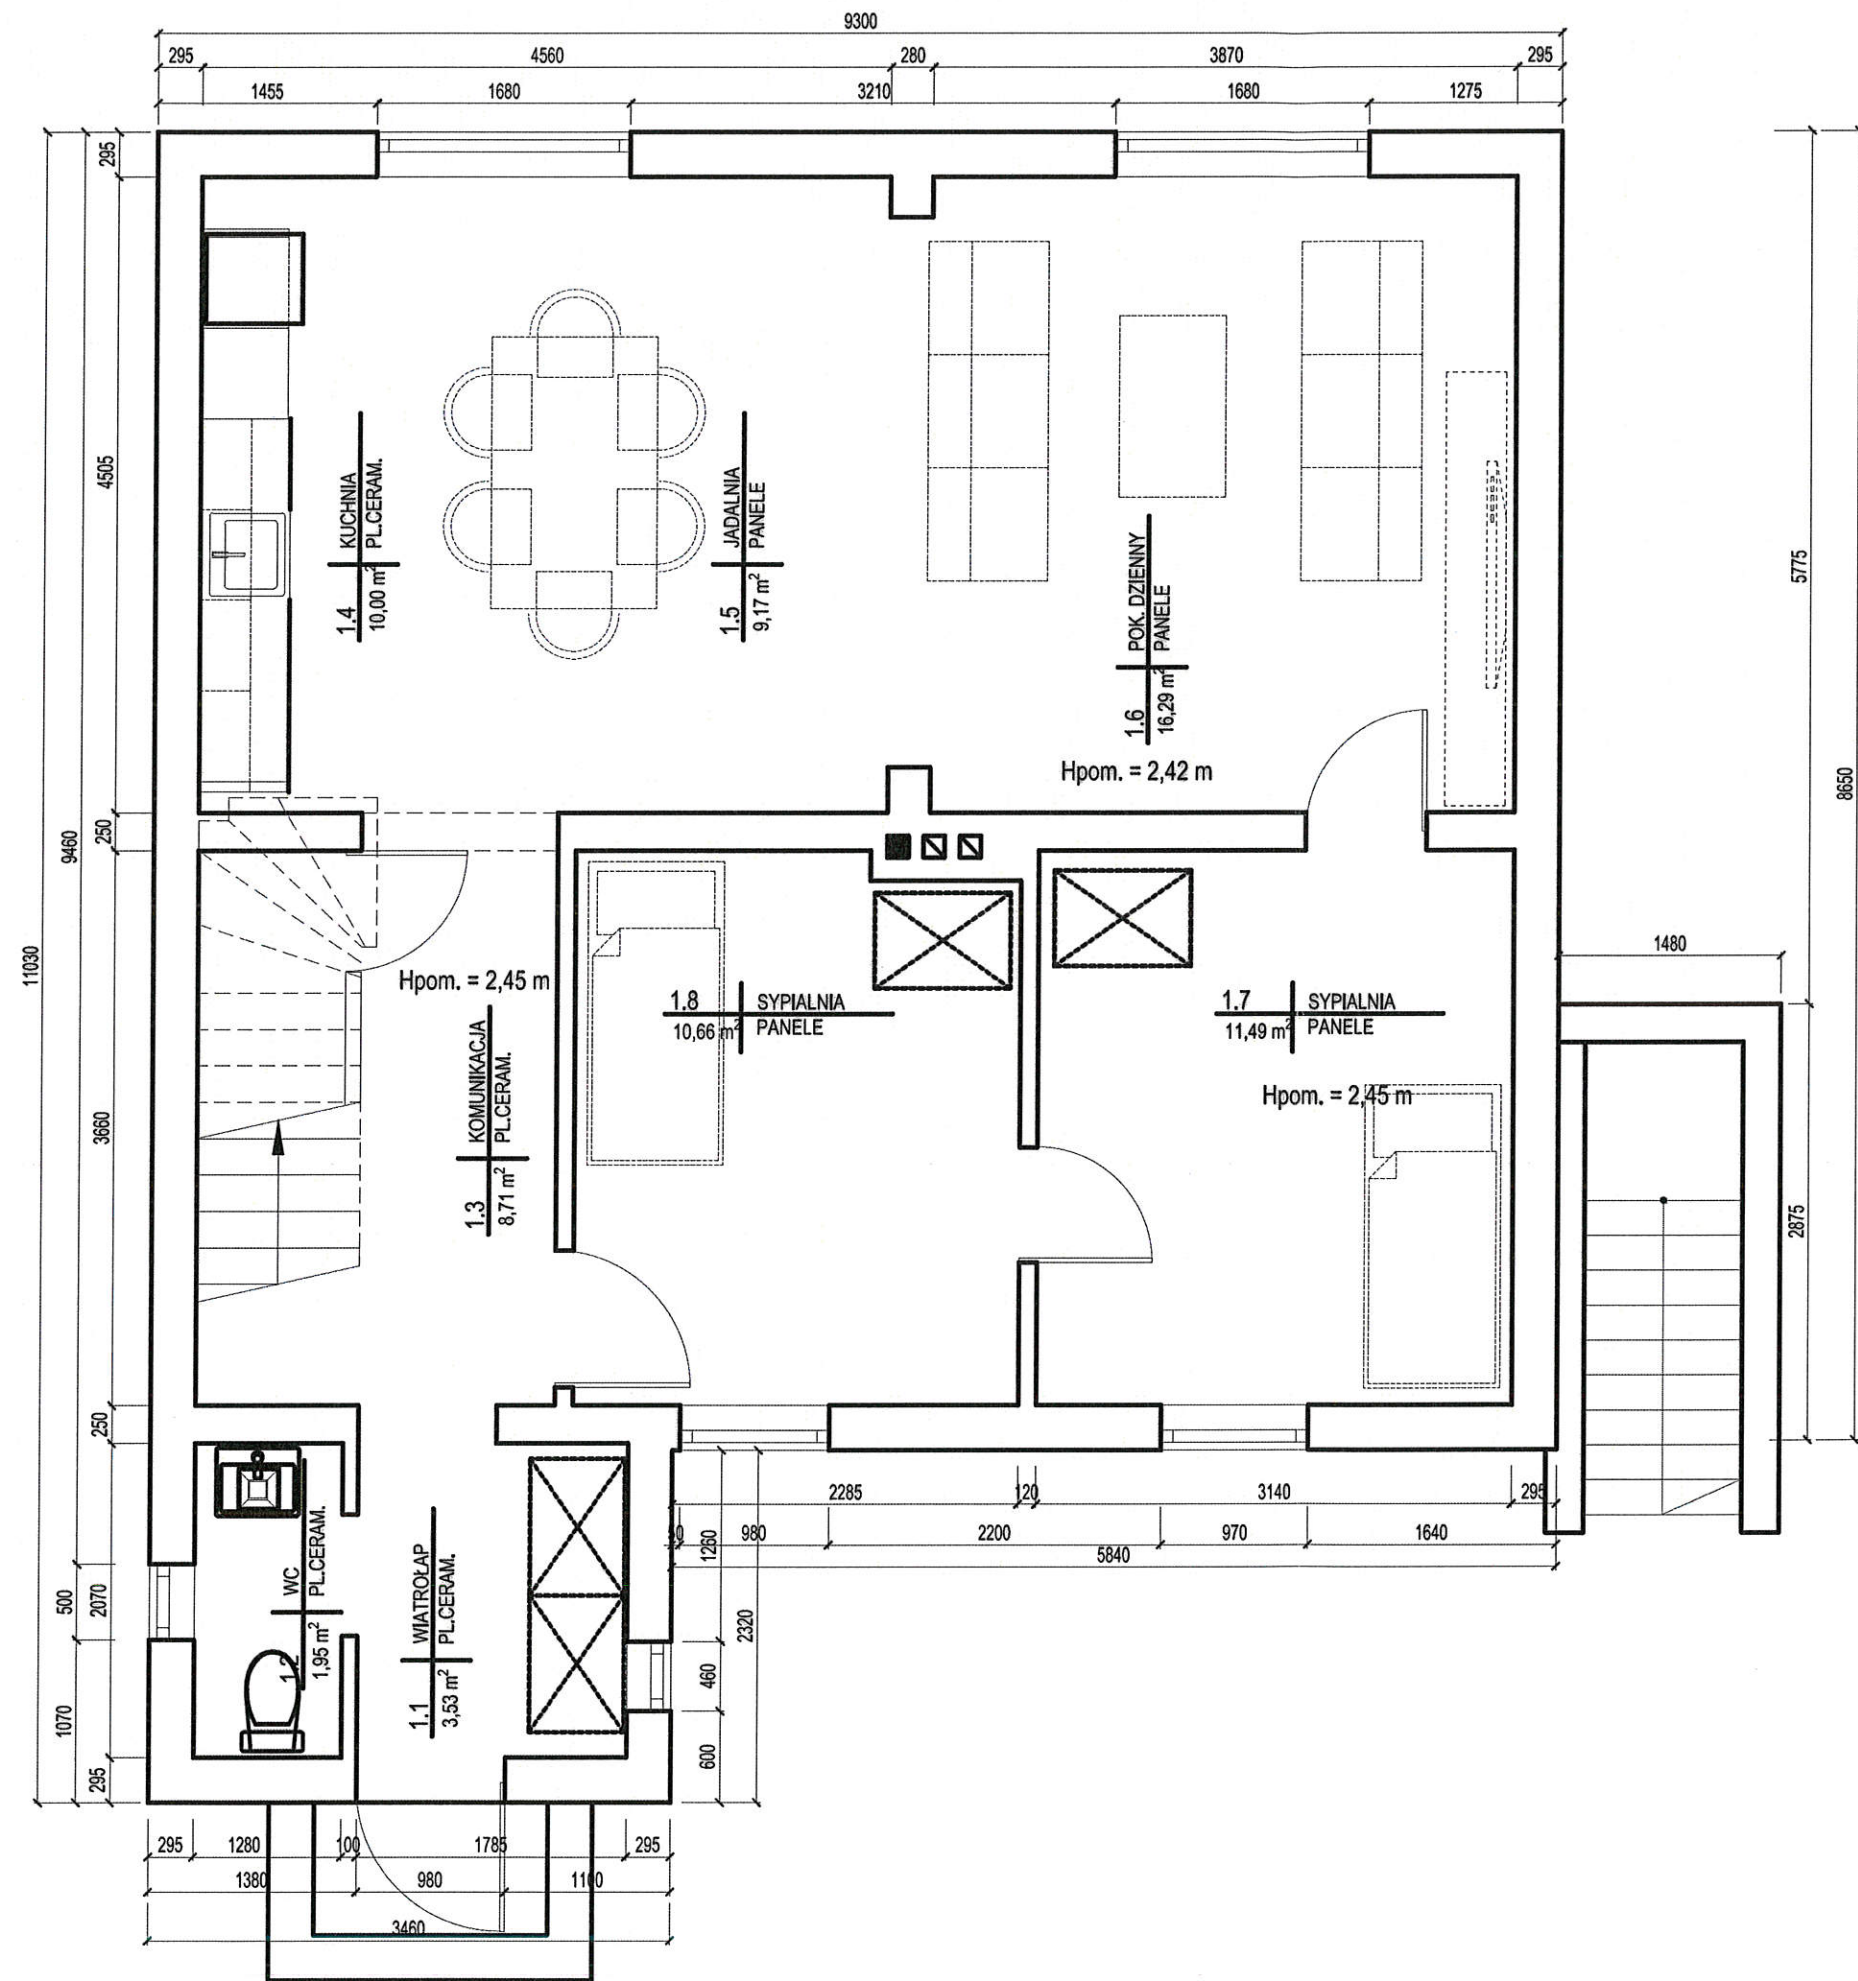 9300
295 4560 280 3870 295
1455 1680 3210 1680 1275
295
4505
250
3660
250
2070
295
9460
500
1070
11030
5775
2875
8650
1480
1.4 KUCHNIA
10,00 m² PL.CERAM.
1.5 JADALNIA
9,17 m² PANELE
1.6 POK. DZIENNY
16,29 m² PANELE
Hpom. = 2,42 m
Hpom. = 2,45 m
1.3 KOMUNIKACJA
8,71 m² PL.CERAM.
1.8 SYPIALNIA
10,66 m² PANELE
1.7 SYPIALNIA
11,49 m² PANELE
Hpom. = 2,45 m
1.2 WC
1,95 m² PL.CERAM.
1.1 WIATROŁAP
3,53 m² PL.CERAM.
2285 120 3140 295
980 2200 970 1640
5840
1260
460
600
2320
295 1280 100 1785 295
1380 980 1100
3460